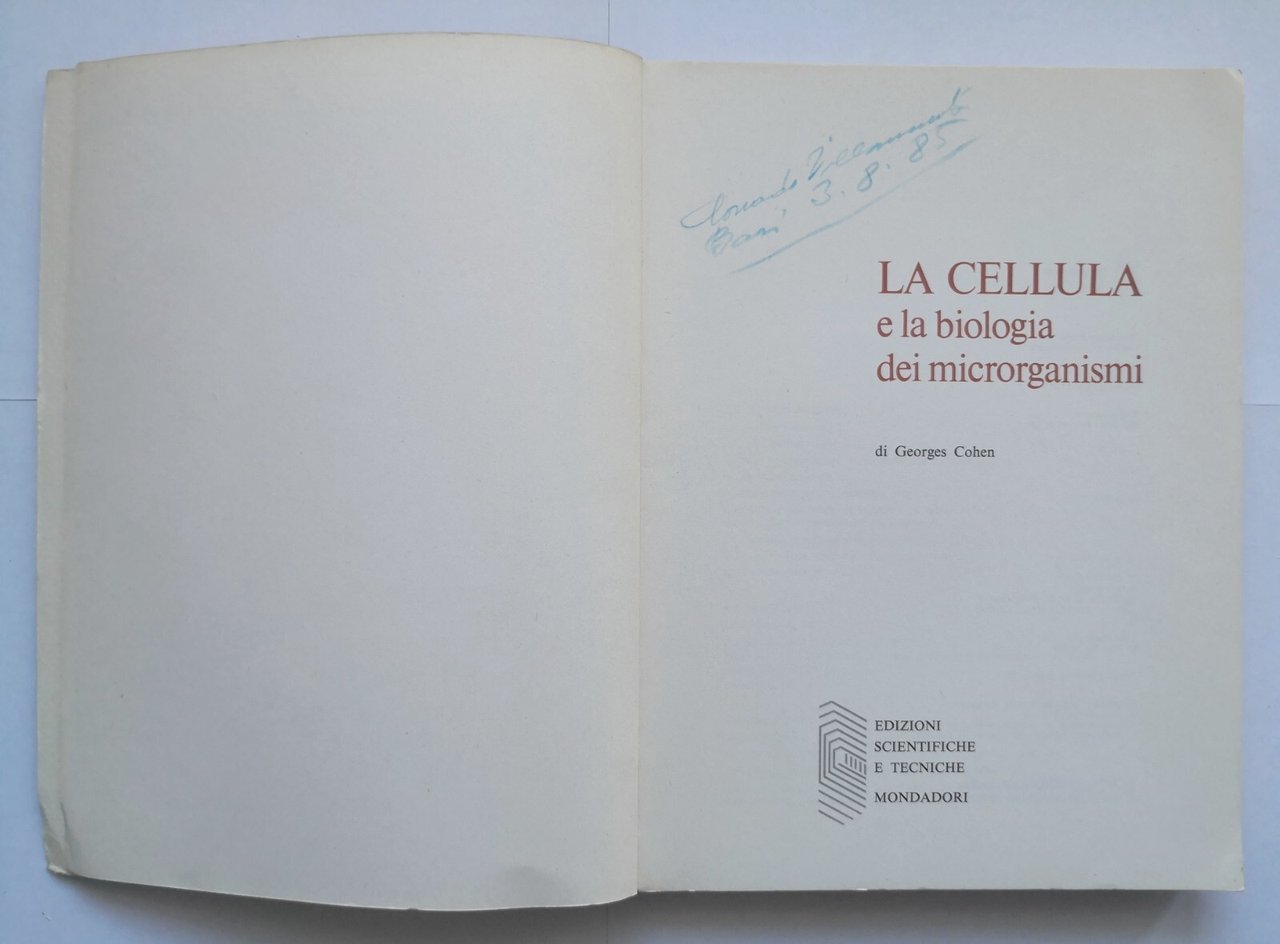 Bari 3.8.85
LA CELLULA
e la biologia
dei microrganismi
di Georges Cohen
EDIZIONI
SCIENTIFICHE
E TECNICHE
MONDADORI